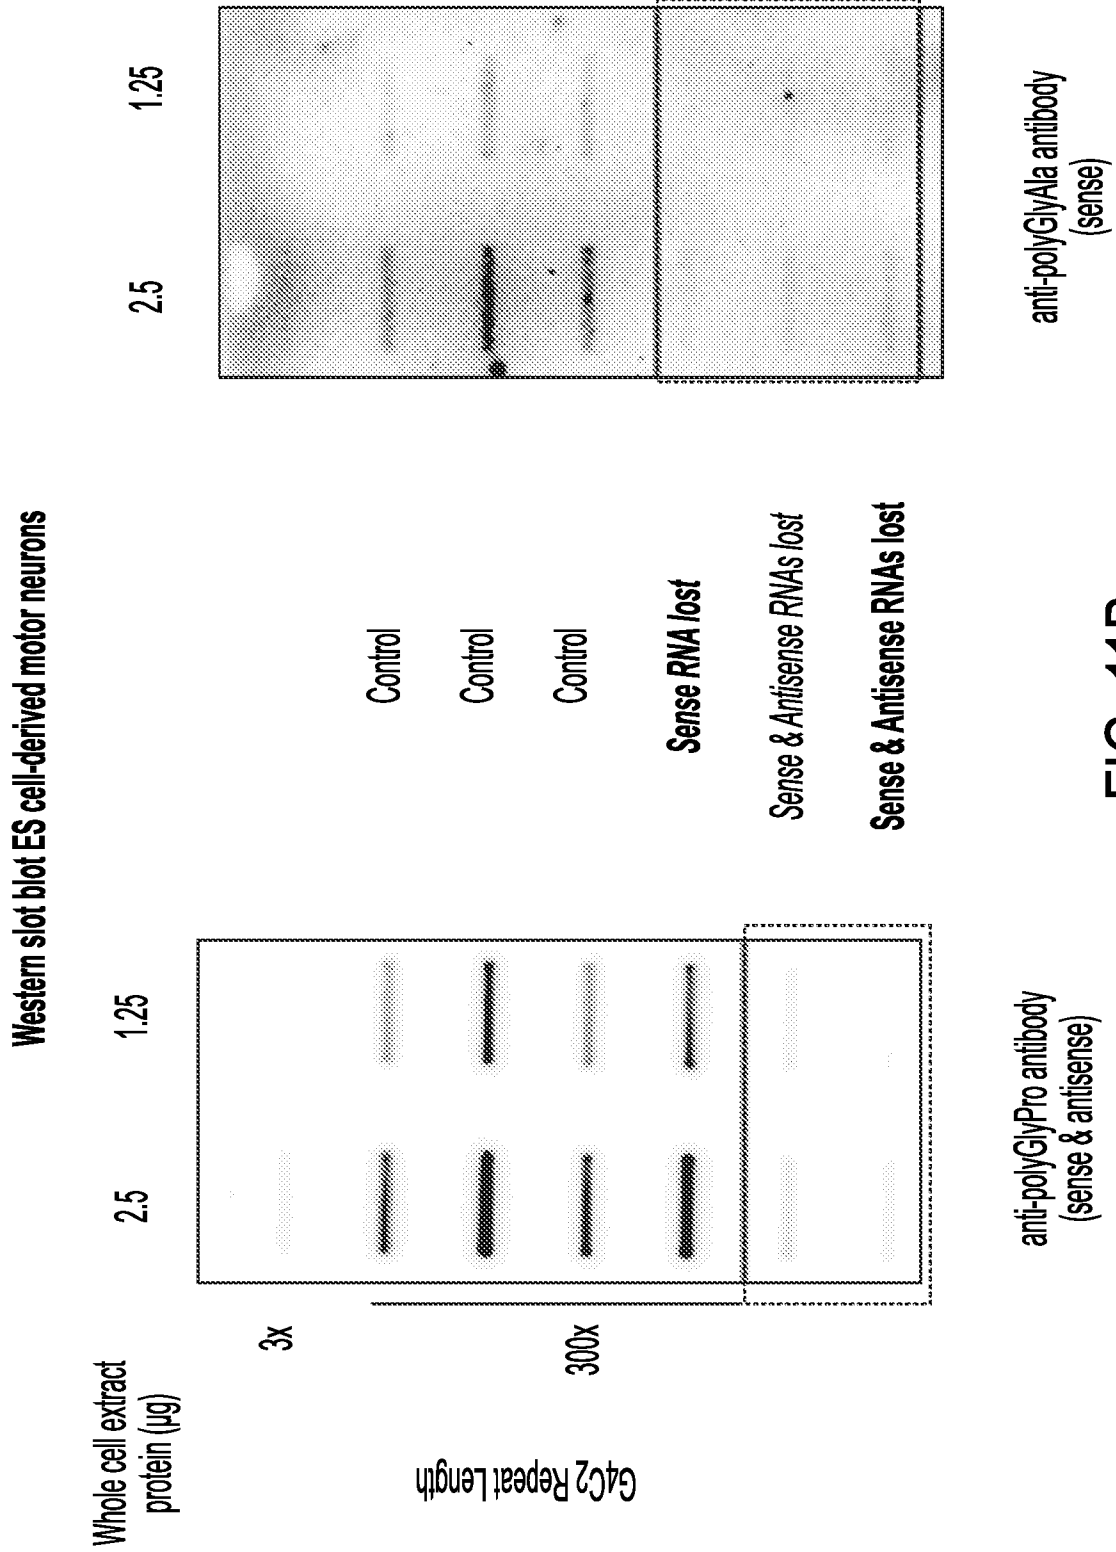 Western slot blot ES cell-derived motor neurons
Whole cell extract
protein (µg)
2.5
1.25
2.5
1.25
G4C2 Repeat Length
3x
300x
Control
Control
Control
Sense RNA lost
Sense & Antisense RNAs lost
Sense & Antisense RNAs lost
anti-polyGlyPro antibody
(sense & antisense)
anti-polyGlyAla antibody
(sense)